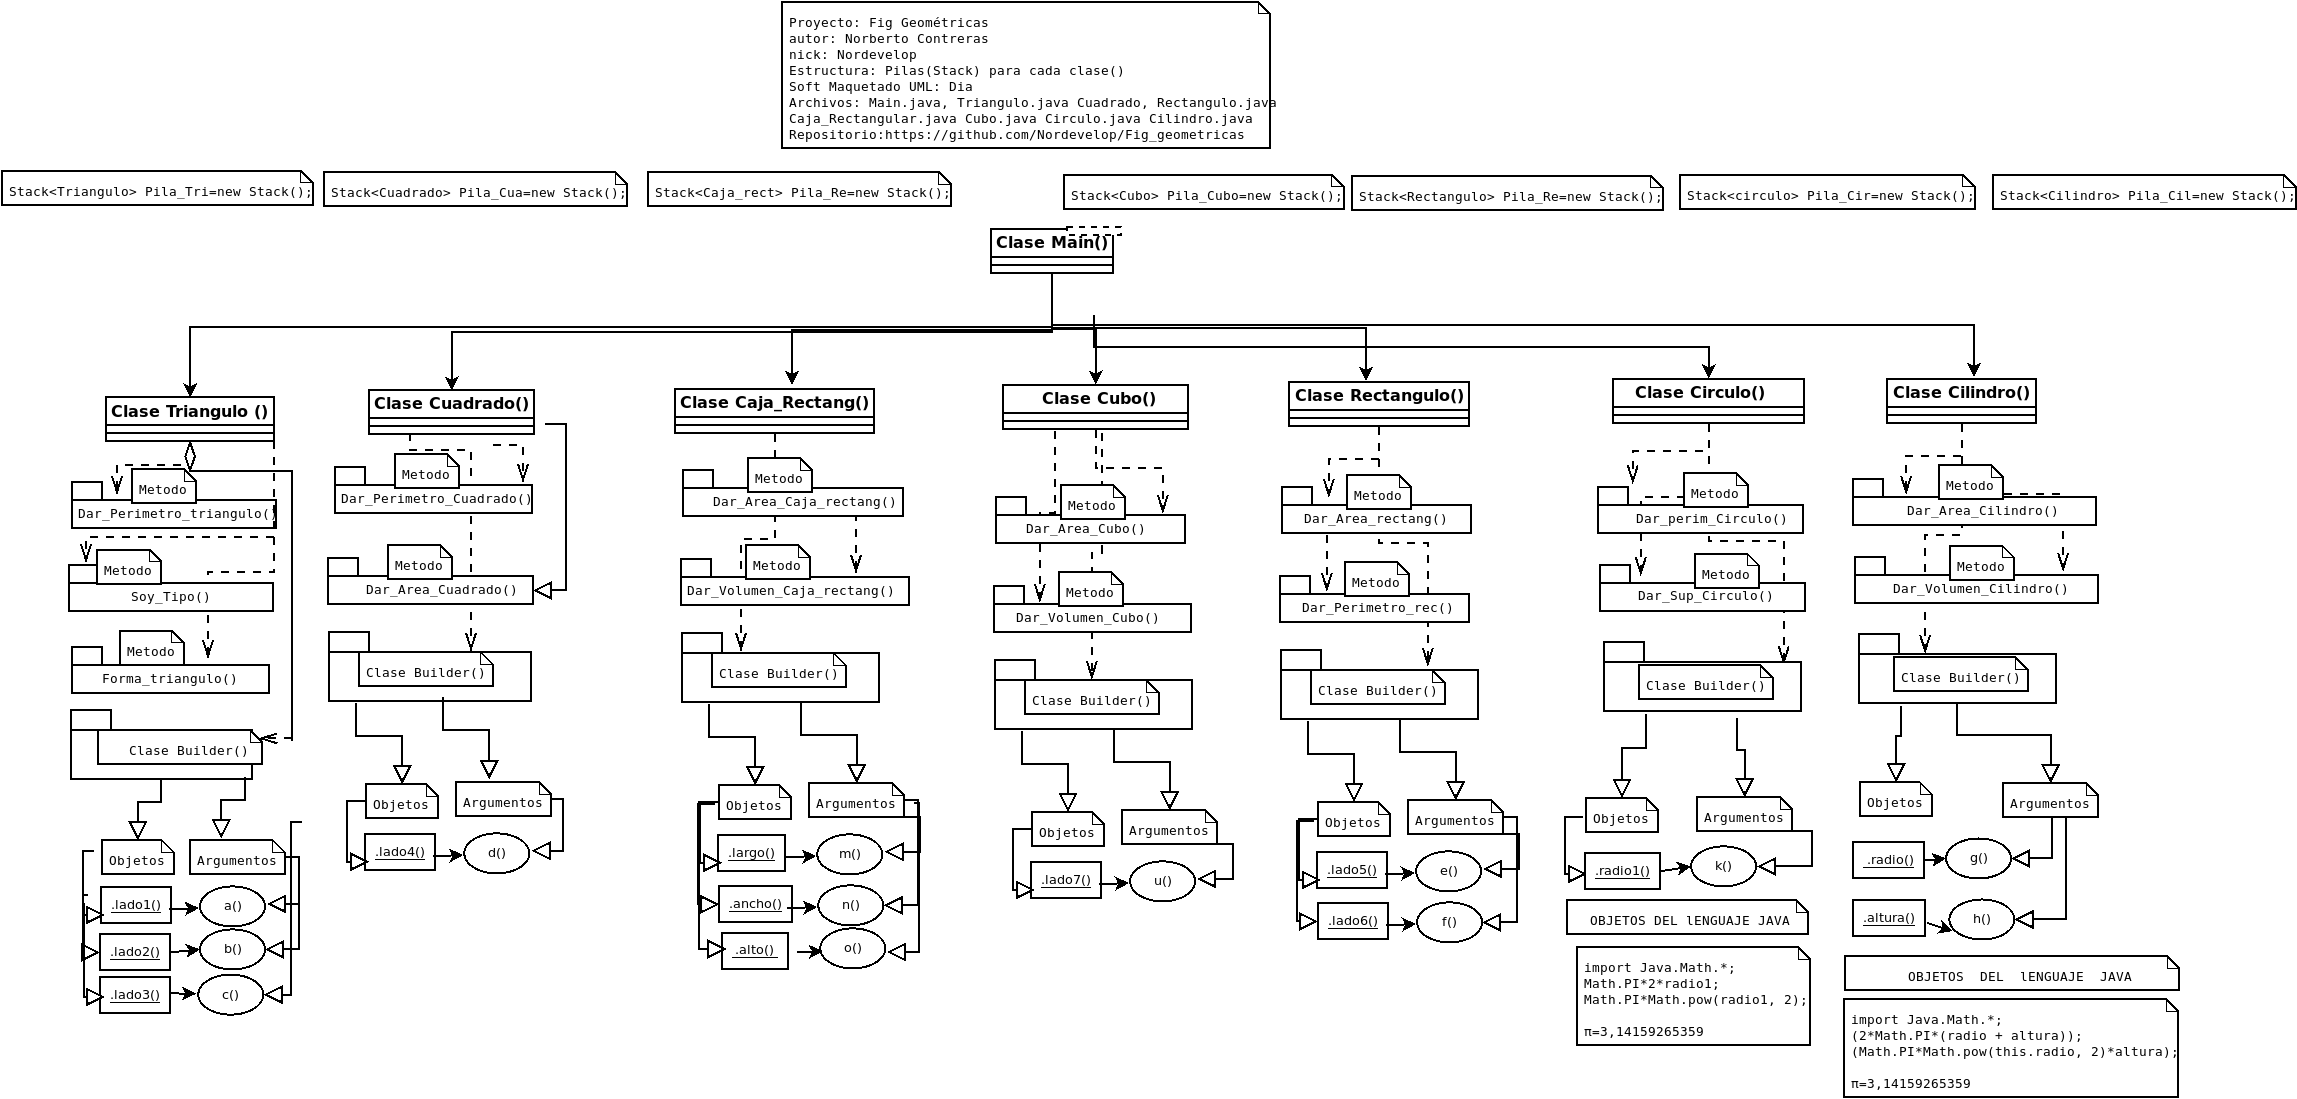 Proyecto: Fig Geométricas
autor: Norberto Contreras
nick: Nordevelop
Estructura: Pilas(Stack) para cada clase()
Soft Maquetado UML: Dia
Archivos: Main.java, Triangulo.java Cuadrado, Rectangulo.java
Caja_Rectangular.java Cubo.java Circulo.java Cilindro.java
Repositorio:https://github.com/Nordevelop/Fig_geometricas
Stack<Triangulo> Pila_Tri=new Stack();
Stack<Cuadrado> Pila_Cua=new Stack();
Stack<Caja_rect> Pila_Re=new Stack();
Stack<Cubo> Pila_Cubo=new Stack();
Stack<Rectangulo> Pila_Re=new Stack();
Stack<circulo> Pila_Cir=new Stack();
Stack<Cilindro> Pila_Cil=new Stack();
Clase Main()
Clase Triangulo ()
Metodo
Dar_Perimetro_triangulo()
Metodo
Soy_Tipo()
Metodo
Forma_triangulo()
Clase Builder()
Objetos
Argumentos
.lado1()
a()
.lado2()
b()
.lado3()
c()
Clase Cuadrado()
Metodo
Dar_Perimetro_Cuadrado()
Metodo
Dar_Area_Cuadrado()
Clase Builder()
Objetos
Argumentos
.lado4()
d()
Clase Caja_Rectang()
Metodo
Dar_Area_Caja_rectang()
Metodo
Dar_Volumen_Caja_rectang()
Clase Builder()
Objetos
Argumentos
.largo()
m()
.ancho()
n()
.alto()
o()
Clase Cubo()
Metodo
Dar_Area_Cubo()
Metodo
Dar_Volumen_Cubo()
Clase Builder()
Objetos
Argumentos
.lado7()
u()
Clase Rectangulo()
Metodo
Dar_Area_rectang()
Metodo
Dar_Perimetro_rec()
Clase Builder()
Objetos
Argumentos
.lado5()
e()
.lado6()
f()
Clase Circulo()
Metodo
Dar_perim_Circulo()
Metodo
Dar_Sup_Circulo()
Clase Builder()
Objetos
Argumentos
.radio1()
k()
OBJETOS DEL lENGUAJE JAVA
import Java.Math.*;
Math.PI*2*radio1;
Math.PI*Math.pow(radio1, 2);
π=3,14159265359
Clase Cilindro()
Metodo
Dar_Area_Cilindro()
Metodo
Dar_Volumen_Cilindro()
Clase Builder()
Objetos
Argumentos
.radio()
g()
.altura()
h()
OBJETOS  DEL  lENGUAJE  JAVA
import Java.Math.*;
(2*Math.PI*(radio + altura));
(Math.PI*Math.pow(this.radio, 2)*altura);
π=3,14159265359